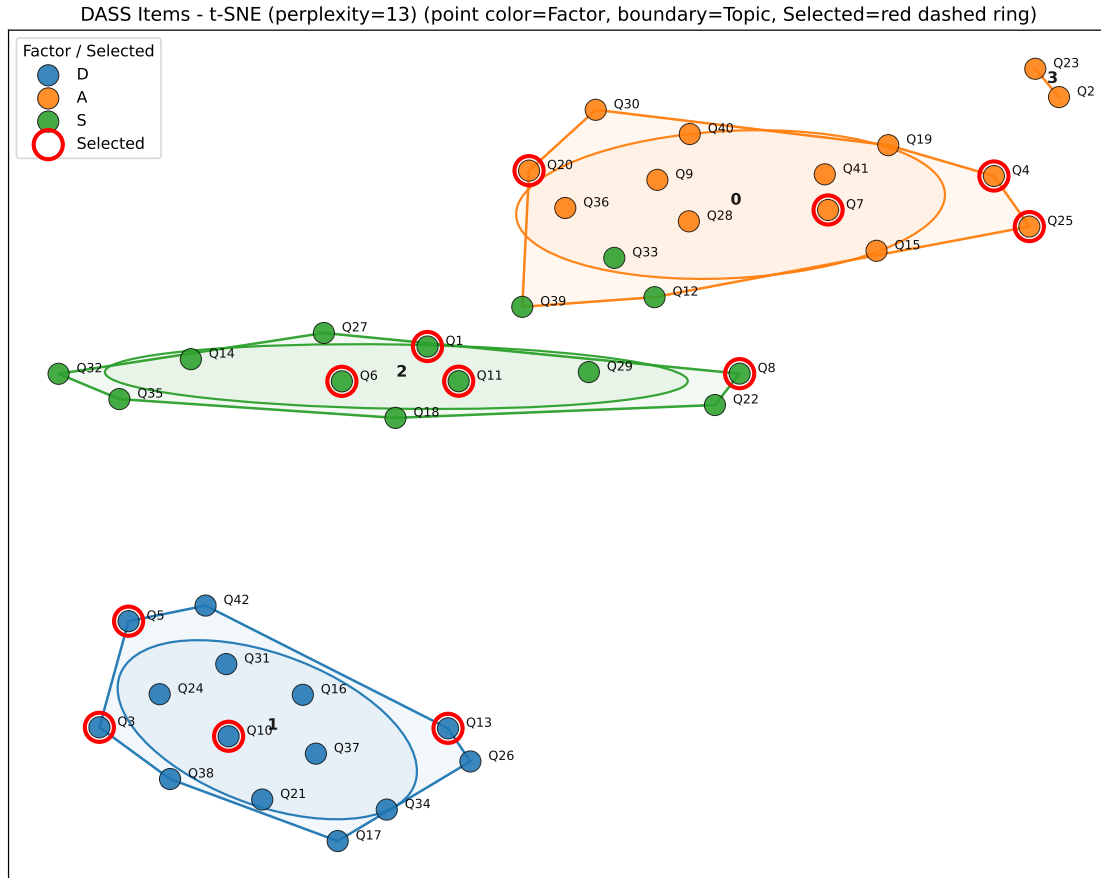 DASS Items - t-SNE (perplexity=13) (point color=Factor, boundary=Topic, Selected=red dashed ring)
Factor / Selected
D
A
S
Selected
Q23
3
Q2
Q30
Q40
Q19
Q20
Q9
Q41
Q4
Q36
0
Q7
Q28
Q25
Q33
Q15
Q39
Q12
Q27
Q1
Q14
Q32
2
Q29
Q8
Q6
Q11
Q35
Q18
Q22
Q5
Q42
Q31
Q24
Q16
Q3
1
Q13
Q10
Q37
Q26
Q38
Q21
Q34
Q17